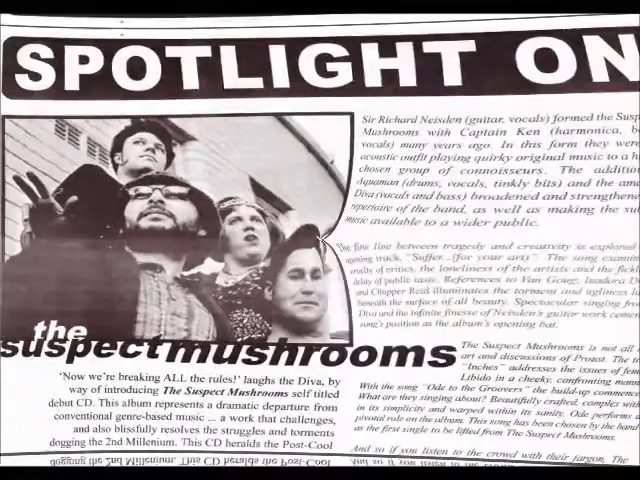 SPOTLIGHT ON
Sir Richard Neisden (guitar, vocals) formed the Susp
Mushrooms with Captain Ken (harmonica, b
vocals) many years ago. In this form they were
acoustic outfit playing quirky original music to a h
chosen group of connoisseurs. The addition
Aquaman (drums, vocals, tinkly bits) and the am
Diva (vocals and bass) broadened and strengthene
repertoire of the band, as well as making the su
music available to a wider public.
The fine line between tragedy and creativity is explored
opening track, "Suffer...(for your art)". The song examin
cruelty of critics, the loneliness of the artists and the fickl
delay of public taste. References to Van Gogh, Isadora D
and Chopper Reid illuminates the torment and ugliness lu
beneath the surface of all beauty. Spectacular singing fro
Diva and the infinite finesse of Neisden's guitar work cemen
song's position as the album's opening bat.
the
suspectmushrooms
'Now we're breaking ALL the rules!' laughs the Diva, by
way of introducing The Suspect Mushrooms self titled
debut CD. This album represents a dramatic departure from
conventional genre-based music ... a work that challenges,
and also blissfully resolves the struggles and torments
dogging the 2nd Millenium. This CD heralds the Post-Cool
The Suspect Mushrooms is not all
art and discussions of Proust. The
"Inches" addresses the issues of fem
Libido in a cheeky, confronting man
With the song "Ode to the Groovers" the build-up commence
What are they singing about? Beautifully crafted, complex wit
in its simplicity and warped within its sanity, Ode performs a
pivotal role on the album. This song has been chosen by the band
as the first single to be lifted from The Suspect Mushrooms.
And so if you listen to the crowd with their jargon, The